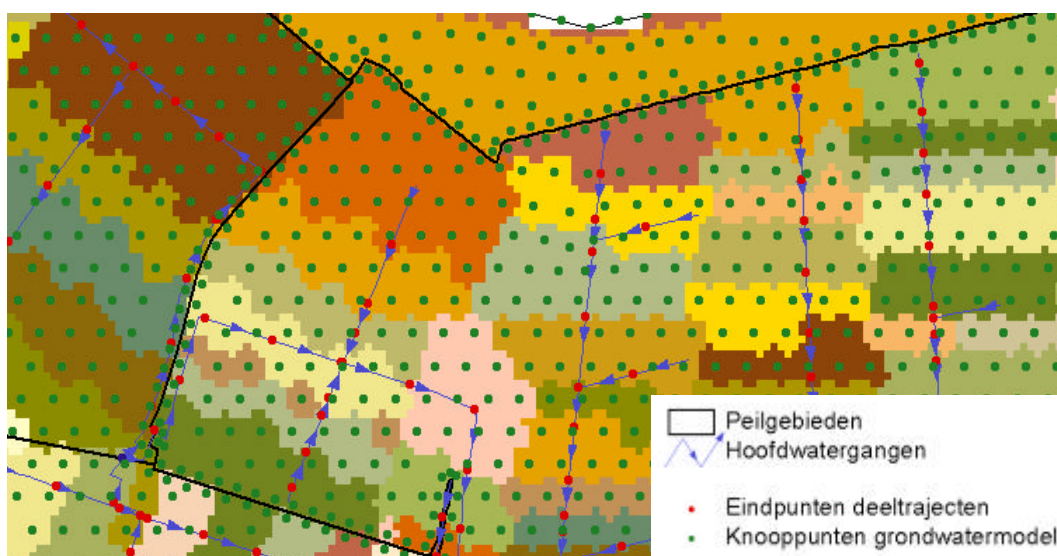 Peilgebieden
Hoofdwatergangen
Eindpunten deeltrajecten
Knooppunten grondwatermodel